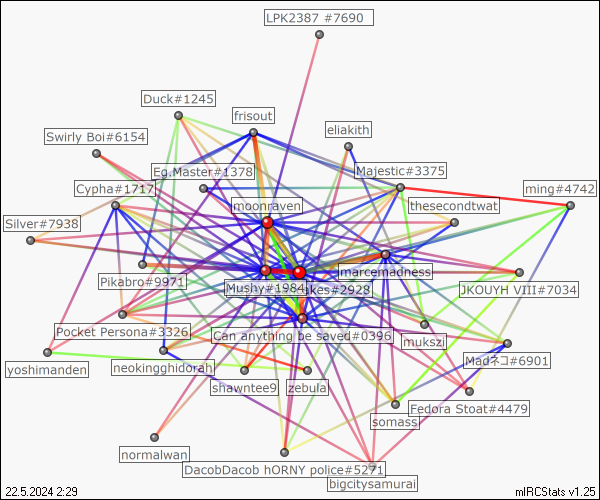 LPK2387 #7690
Duck#1245
frisout
eliakith
Swirly Boi#6154
Eg.Master#1378
Majestic#3375
Cypha#1717
ming#4742
moonraven
thesecondtwat
Silver#7938
marcemadness
Pikabro#9971
Mushy#1984
kes#2928
JKOUYH VIII#7034
Pocket Persona#3326
Can anything be saved#0396
mukszi
Madネコ#6901
yoshimanden
neokingghidorah
shawntee9
zebula
Fedora Stoat#4479
somass
normalwan
DacobDacob hORNY police#5271
bigcitysamurai
22.5.2024 2:29
mIRCStats v1.25